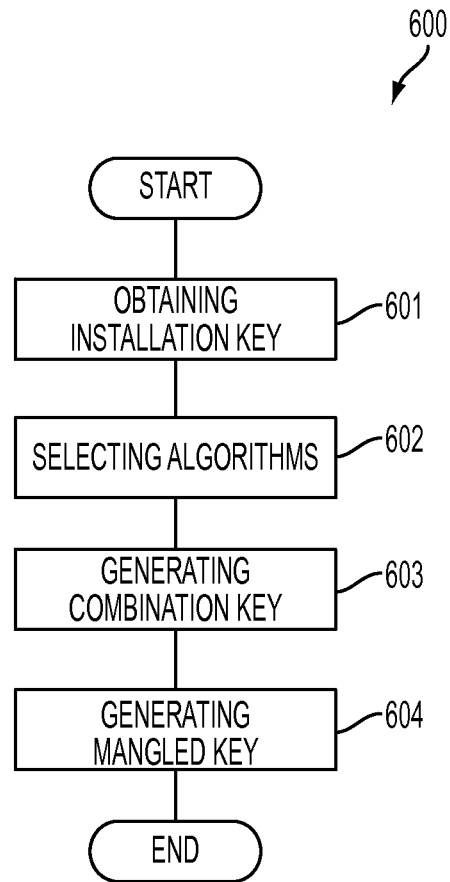 600
START
OBTAINING
INSTALLATION KEY
601
SELECTING ALGORITHMS
602
GENERATING
COMBINATION KEY
603
GENERATING
MANGLED KEY
604
END